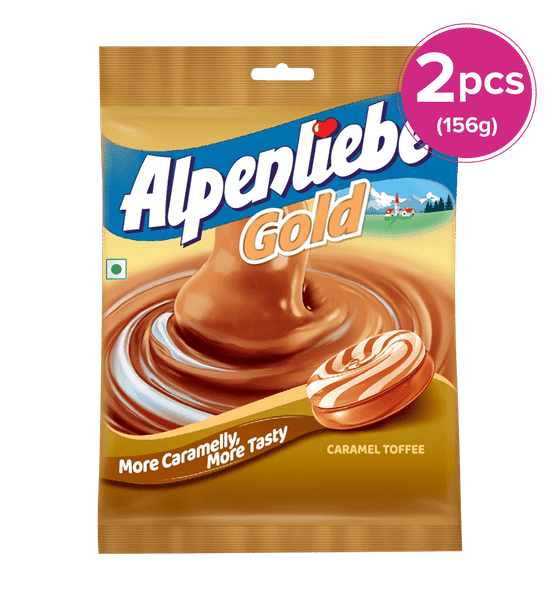 2pcs
(156g)
Alpenliebe
Gold
More Caramelly,
More Tasty
CARAMEL TOFFEE